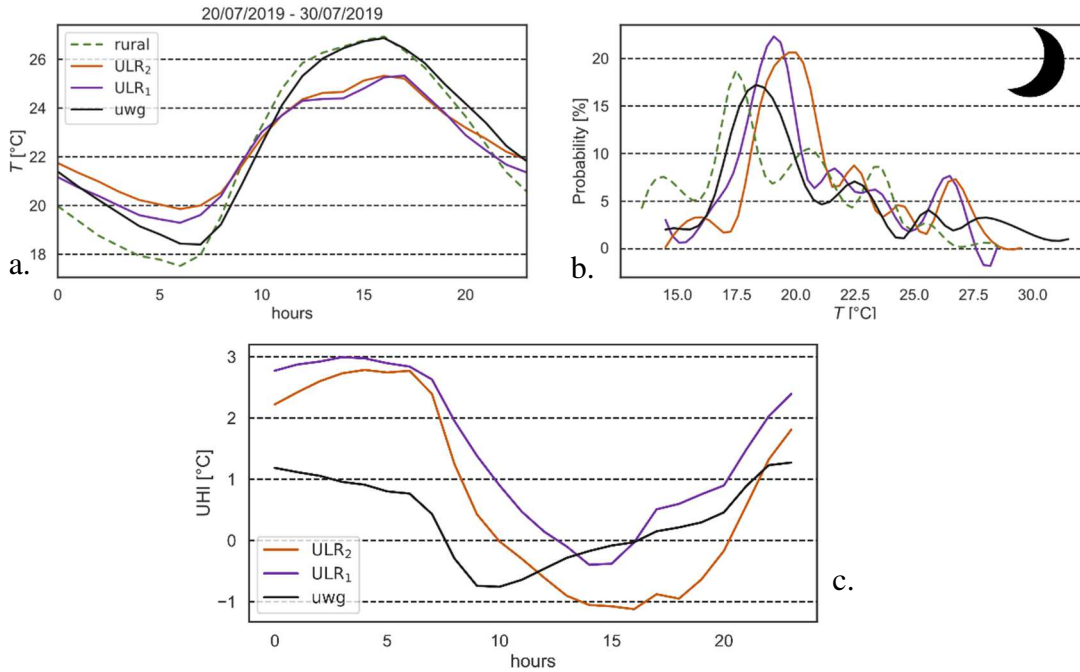 20/07/2019 - 30/07/2019
T [°C]
26
24
22
20
18
rural
ULR₂
ULR₁
uwg
0 5 10 15 20
hours
a.
Probability [%]
20
15
10
5
0
15.0 17.5 20.0 22.5 25.0 27.5 30.0
T [°C]
b.
UHI [°C]
3
2
1
0
−1
ULR₂
ULR₁
uwg
0 5 10 15 20
hours
c.